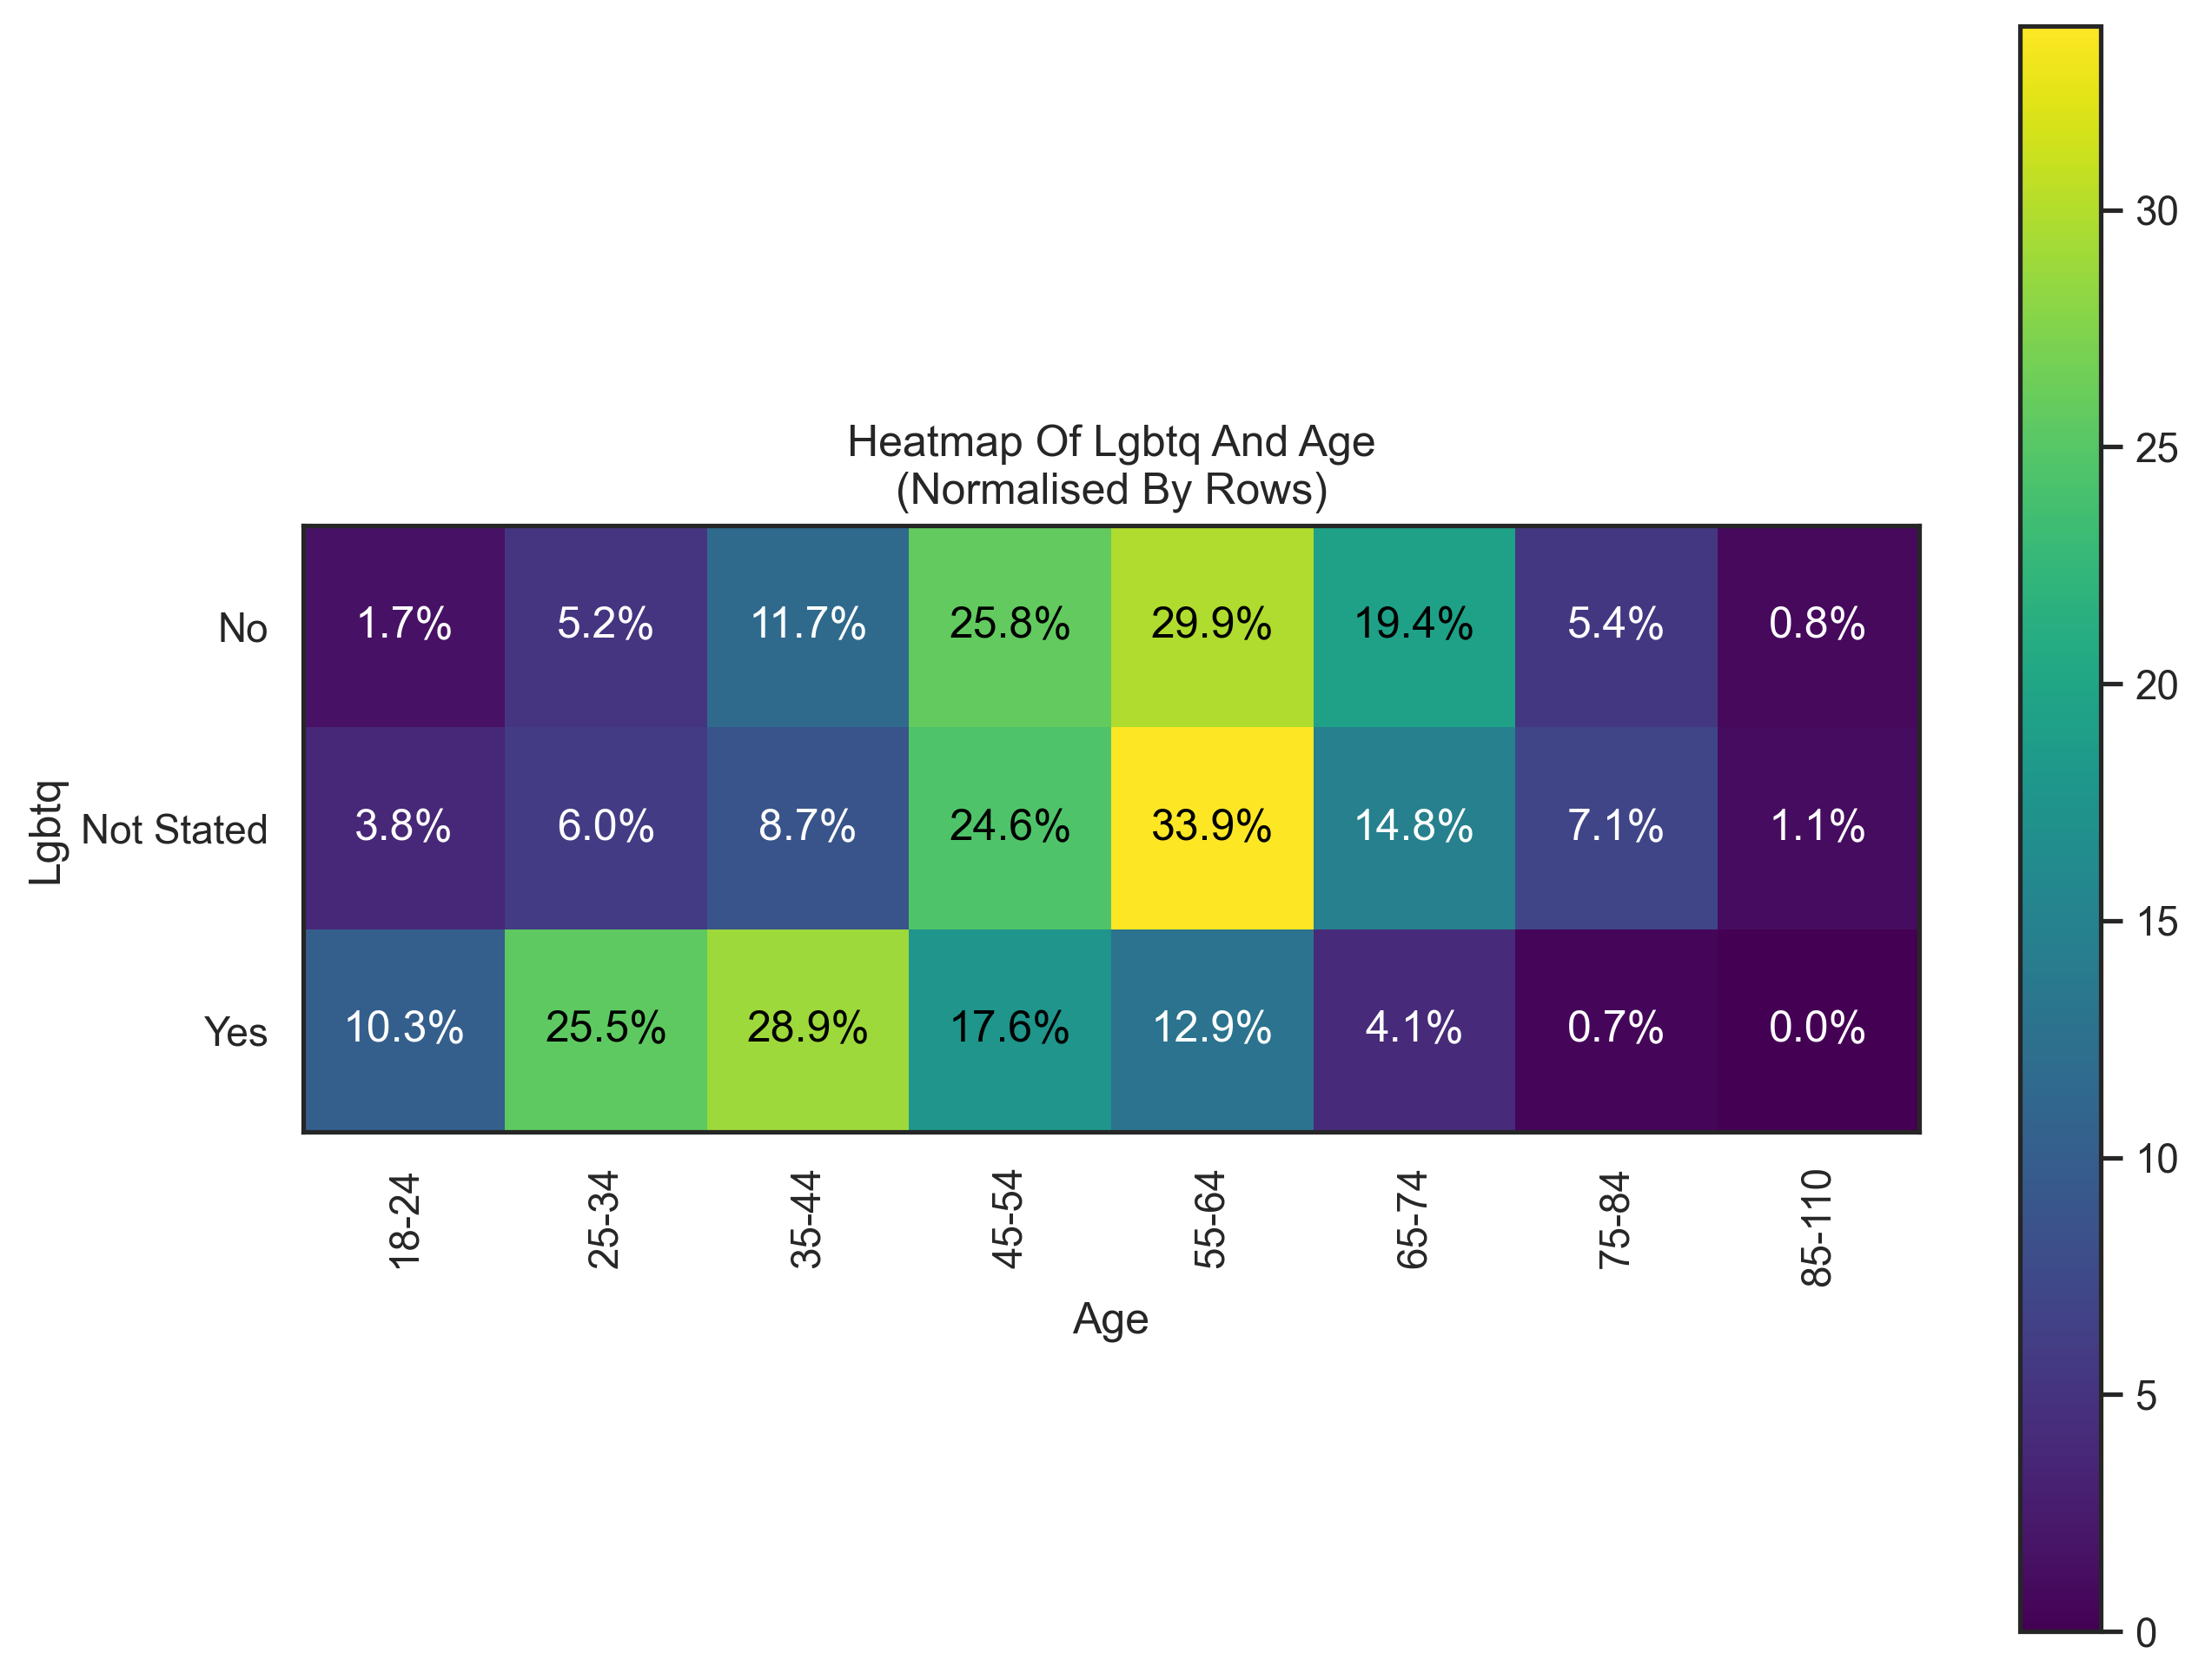 Heatmap Of Lgbtq And Age
(Normalised By Rows)
Lgbtq
No
1.7% 5.2% 11.7% 25.8% 29.9% 19.4% 5.4% 0.8%
Not Stated
3.8% 6.0% 8.7% 24.6% 33.9% 14.8% 7.1% 1.1%
Yes
10.3% 25.5% 28.9% 17.6% 12.9% 4.1% 0.7% 0.0%
18-24 25-34 35-44 45-54 55-64 65-74 75-84 85-110
Age
30
25
20
15
10
5
0